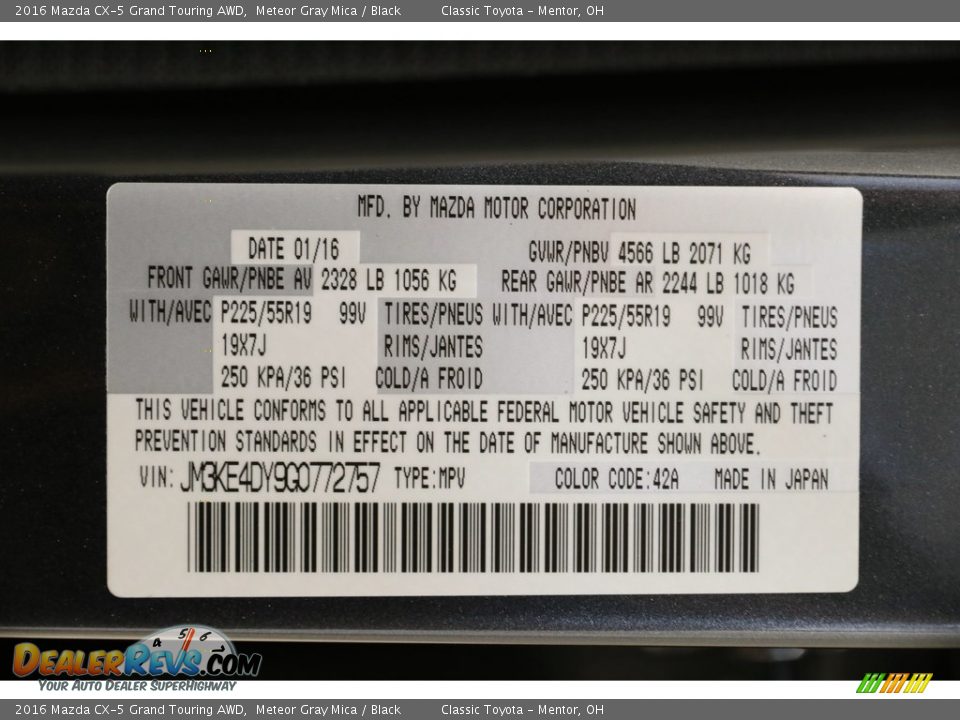 2016 Mazda CX-5 Grand Touring AWD, Meteor Gray Mica / Black Classic Toyota - Mentor, OH
MFD. BY MAZDA MOTOR CORPORATION
DATE 01/16 GVWR/PNBV 4566 LB 2071 KG
FRONT GAWR/PNBE AV 2328 LB 1056 KG REAR GAWR/PNBE AR 2244 LB 1018 KG
WITH/AVEC P225/55R19 99V TIRES/PNEUS WITH/AVEC P225/55R19 99V TIRES/PNEUS
19X7J RIMS/JANTES 19X7J RIMS/JANTES
250 KPA/36 PSI COLD/A FROID 250 KPA/36 PSI COLD/A FROID
THIS VEHICLE CONFORMS TO ALL APPLICABLE FEDERAL MOTOR VEHICLE SAFETY AND THEFT
PREVENTION STANDARDS IN EFFECT ON THE DATE OF MANUFACTURE SHOWN ABOVE.
VIN: JM3KE4DY9G0772757 TYPE:MPV COLOR CODE:42A MADE IN JAPAN
4 5 6
DEALERREVS.COM
YOUR AUTO DEALER SUPERHIGHWAY
2016 Mazda CX-5 Grand Touring AWD, Meteor Gray Mica / Black Classic Toyota - Mentor, OH